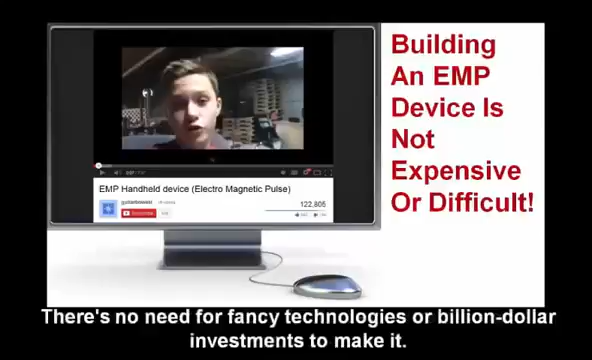 Building
An EMP
Device Is
Not
Expensive
Or Difficult!
EMP Handheld device (Electro Magnetic Pulse)
Subscribe
122,805
There's no need for fancy technologies or billion-dollar
investments to make it.